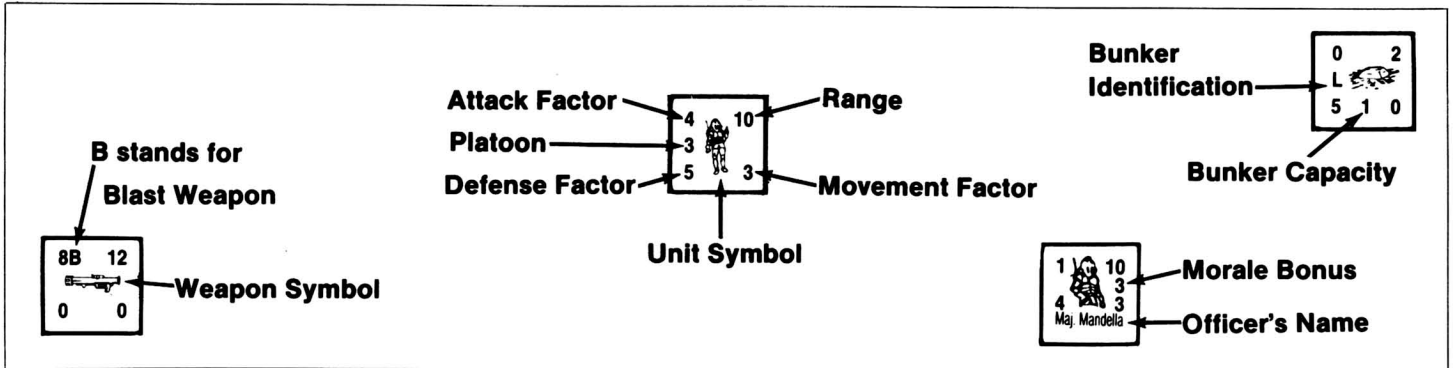 B stands for
Blast Weapon
8B 12
0 0
Weapon Symbol
Attack Factor
Platoon
Defense Factor
4 10
3
5 3
Range
Movement Factor
Unit Symbol
Bunker
Identification
0 2
L
5 1 0
Bunker Capacity
1 10
3
4 3
Maj. Mandella
Morale Bonus
Officer's Name